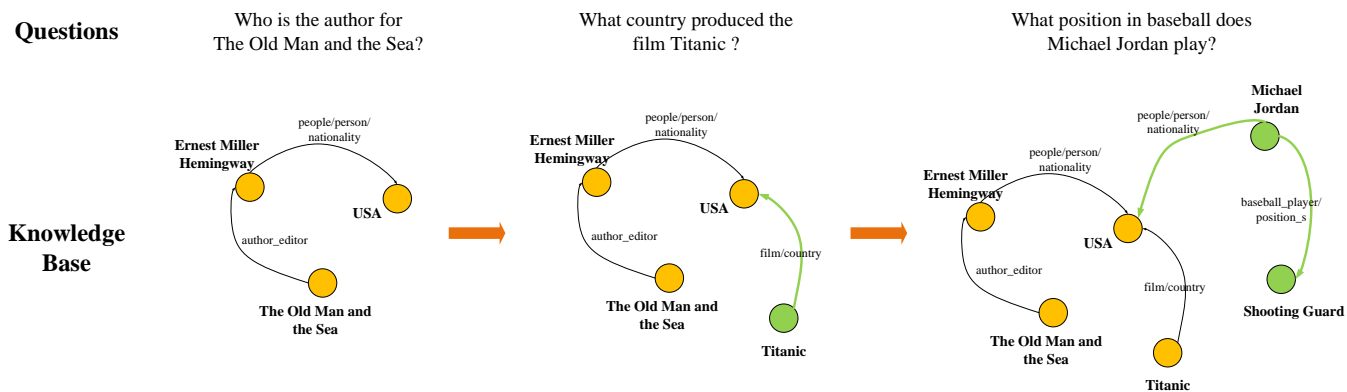 Questions
Who is the author for
The Old Man and the Sea?
What country produced the
film Titanic ?
What position in baseball does
Michael Jordan play?
Knowledge
Base
people/person/
nationality
Ernest Miller
Hemingway
USA
author_editor
The Old Man and
the Sea
people/person/
nationality
Ernest Miller
Hemingway
USA
author_editor
film/country
The Old Man and
the Sea
Titanic
Michael
Jordan
people/person/
nationality
people/person/
nationality
Ernest Miller
Hemingway
baseball_player/
position_s
USA
author_editor
film/country
The Old Man and
the Sea
Shooting Guard
Titanic